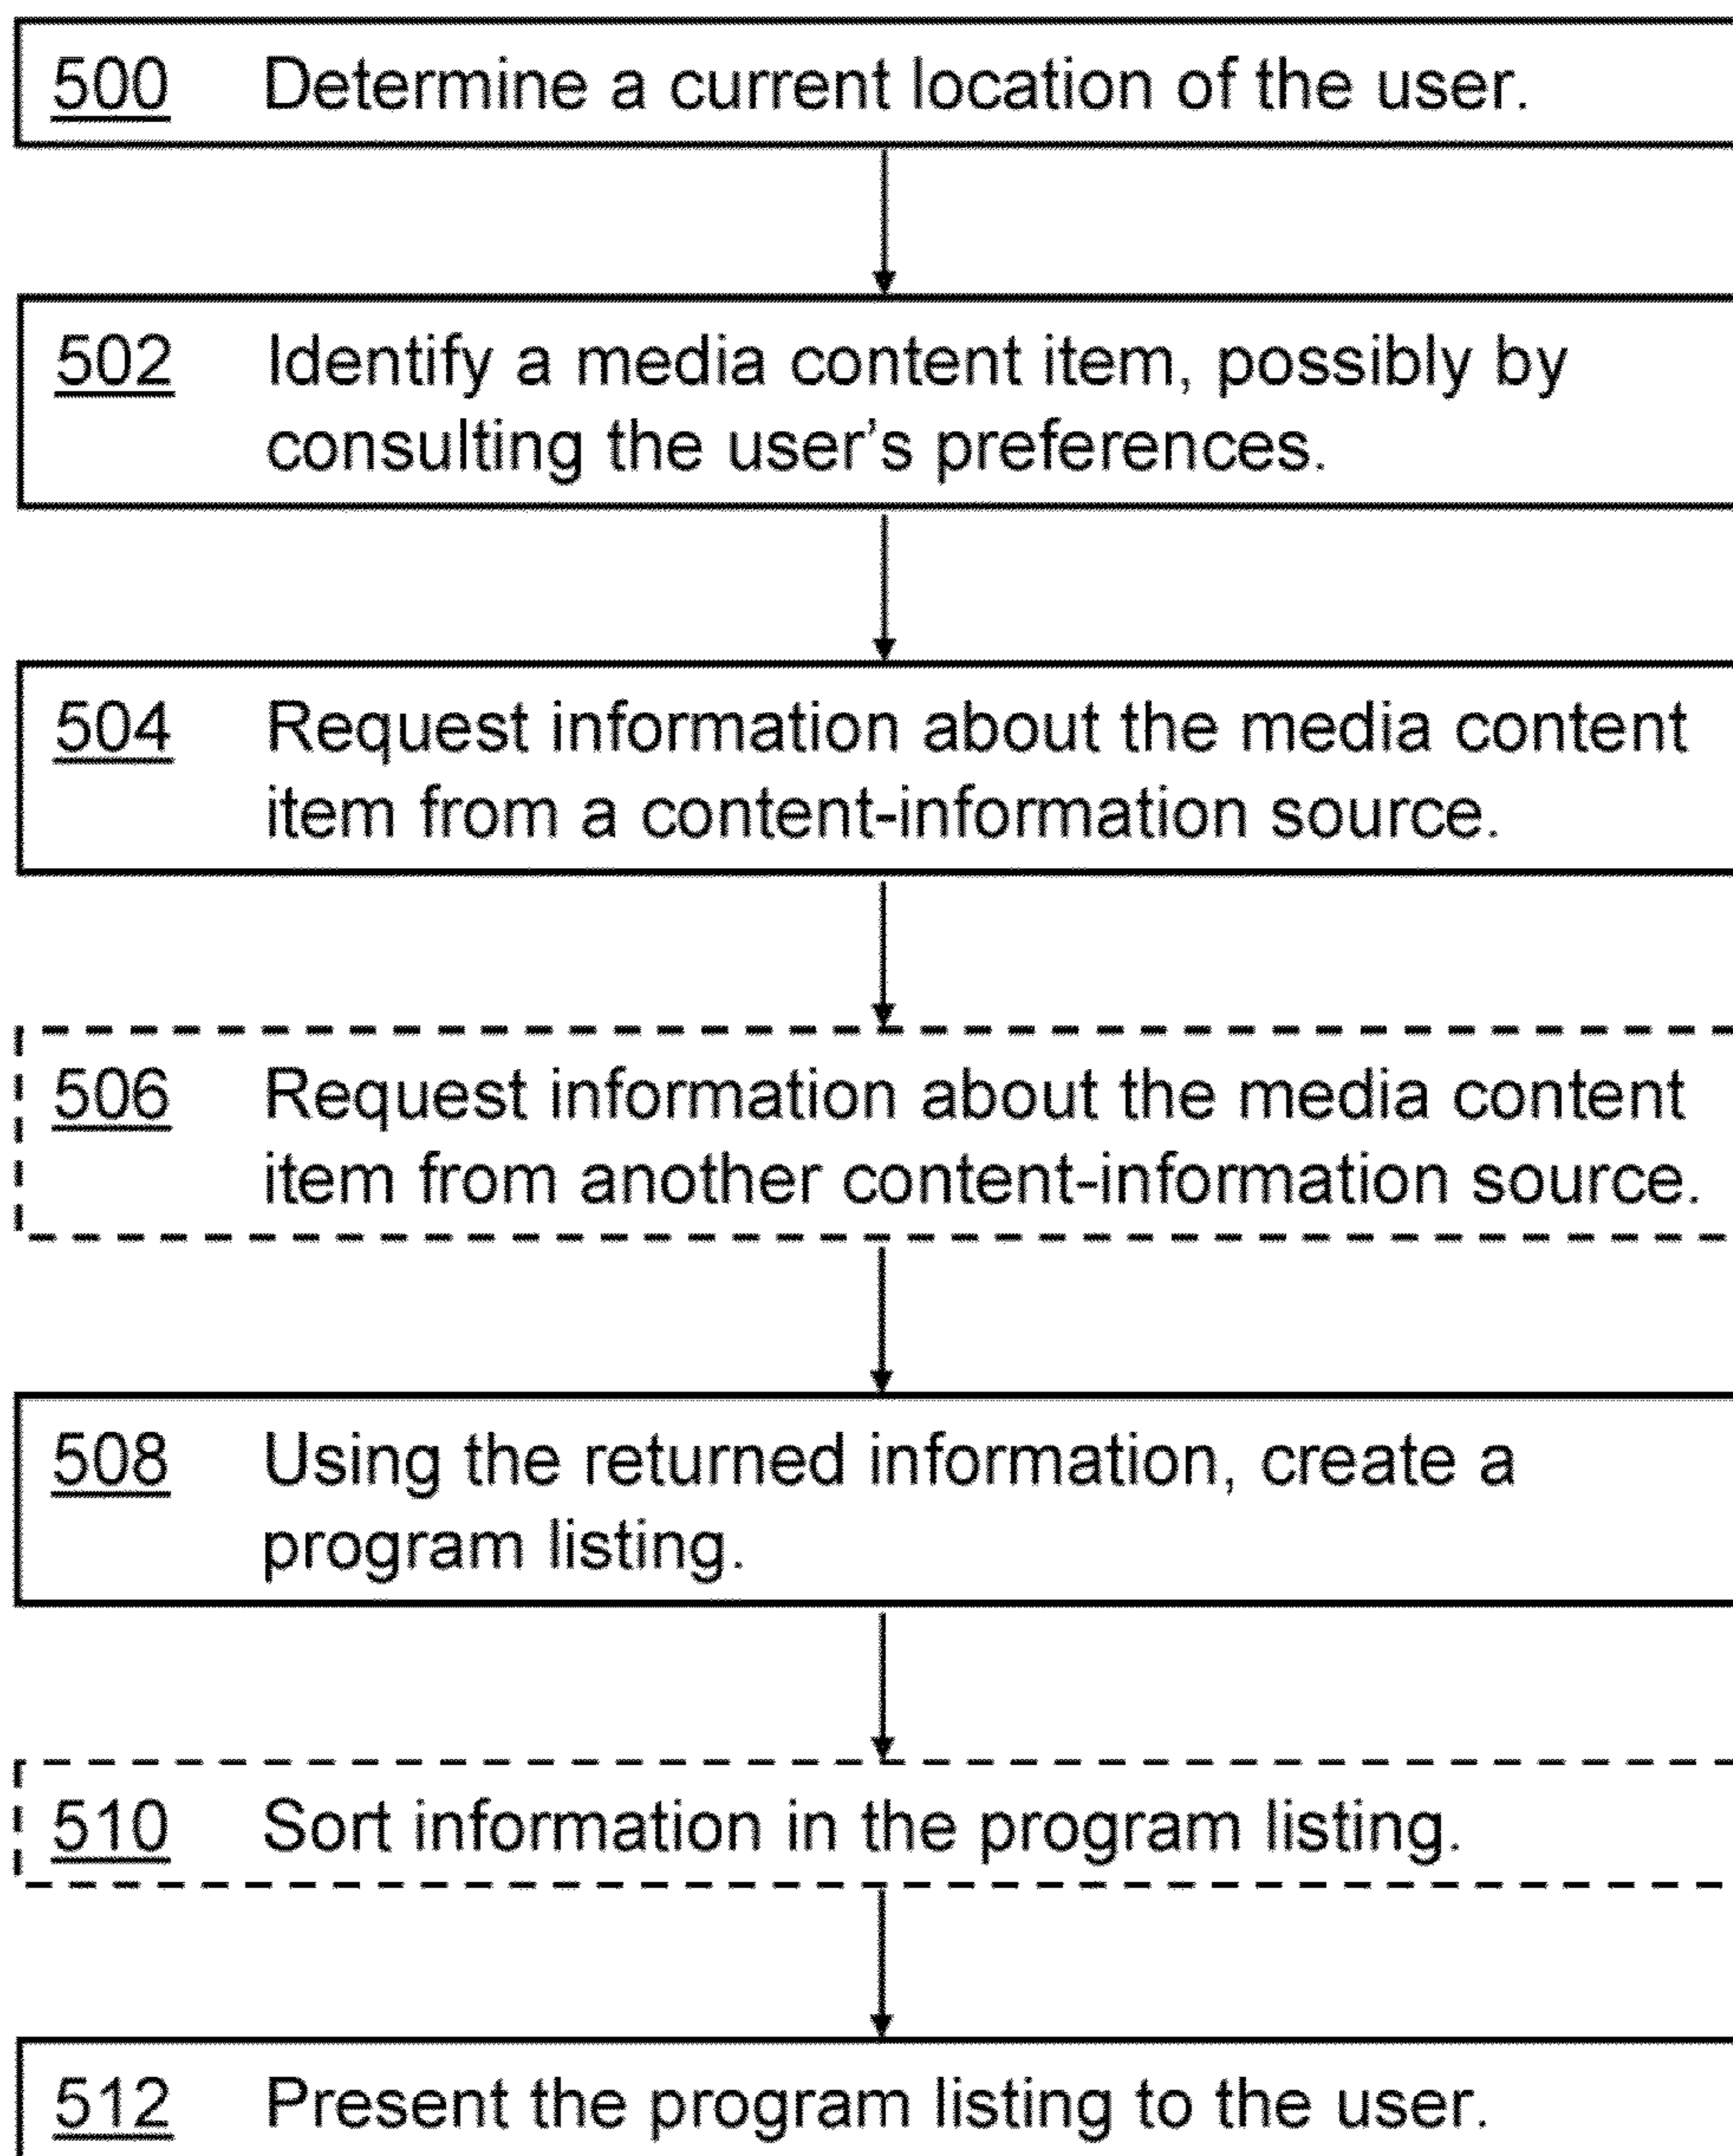 500 Determine a current location of the user.
502 Identify a media content item, possibly by
consulting the user's preferences.
504 Request information about the media content
item from a content-information source.
506 Request information about the media content
item from another content-information source.
508 Using the returned information, create a
program listing.
510 Sort information in the program listing.
512 Present the program listing to the user.